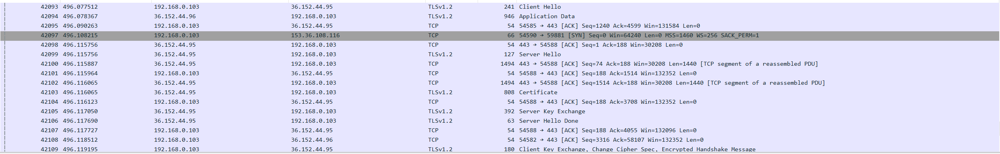 42093 496.077512 192.168.0.103 36.152.44.95 TLSv1.2 241 Client Hello
42094 496.078367 36.152.44.96 192.168.0.103 TLSv1.2 946 Application Data
42095 496.090263 192.168.0.103 36.152.44.95 TCP 54 54585 → 443 [ACK] Seq=1240 Ack=4599 Win=131584 Len=0
42097 496.108215 192.168.0.103 153.36.108.116 TCP 66 54590 → 59881 [SYN] Seq=0 Win=64240 Len=0 MSS=1460 WS=256 SACK_PERM=1
42098 496.115756 36.152.44.95 192.168.0.103 TCP 54 443 → 54588 [ACK] Seq=1 Ack=188 Win=30208 Len=0
42099 496.115756 36.152.44.95 192.168.0.103 TLSv1.2 127 Server Hello
42100 496.115887 36.152.44.95 192.168.0.103 TCP 1494 443 → 54588 [ACK] Seq=74 Ack=188 Win=30208 Len=1440 [TCP segment of a reassembled PDU]
42101 496.115964 192.168.0.103 36.152.44.95 TCP 54 54588 → 443 [ACK] Seq=188 Ack=1514 Win=132352 Len=0
42102 496.116065 36.152.44.95 192.168.0.103 TCP 1494 443 → 54588 [ACK] Seq=1514 Ack=188 Win=30208 Len=1440 [TCP segment of a reassembled PDU]
42103 496.116065 36.152.44.95 192.168.0.103 TLSv1.2 808 Certificate
42104 496.116123 192.168.0.103 36.152.44.95 TCP 54 54588 → 443 [ACK] Seq=188 Ack=3708 Win=132352 Len=0
42105 496.117050 36.152.44.95 192.168.0.103 TLSv1.2 392 Server Key Exchange
42106 496.117690 36.152.44.95 192.168.0.103 TLSv1.2 63 Server Hello Done
42107 496.117727 192.168.0.103 36.152.44.95 TCP 54 54588 → 443 [ACK] Seq=188 Ack=4055 Win=132096 Len=0
42108 496.118512 192.168.0.103 36.152.44.96 TCP 54 54582 → 443 [ACK] Seq=3316 Ack=58107 Win=132352 Len=0
42109 496.119195 192.168.0.103 36.152.44.95 TLSv1.2 180 Client Key Exchange, Change Cipher Spec, Encrypted Handshake Message